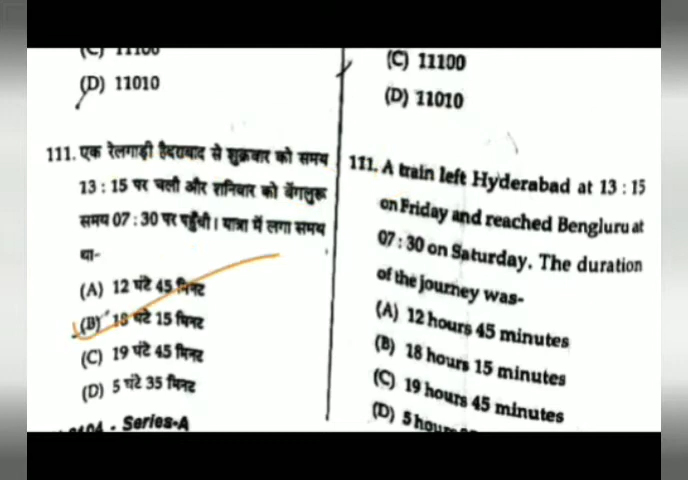 (C) 11100
(D) 11010
111. एक रेलगाड़ी हैदराबाद से शुक्रवार को समय
13 : 15 पर चली और शनिवार को बेंगलुरू
समय 07 : 30 पर पहुँची। यात्रा में लगा समय
था-
(A) 12 घंटे 45 मिनट
(B) 18 घंटे 15 मिनट
(C) 19 घंटे 45 मिनट
(D) 5 घंटे 35 मिनट
- Series-A
(C) 11100
(D) 11010
111. A train left Hyderabad at 13 : 15
on Friday and reached Bengluru at
07 : 30 on Saturday. The duration
of the journey was-
(A) 12 hours 45 minutes
(B) 18 hours 15 minutes
(C) 19 hours 45 minutes
(D) 5